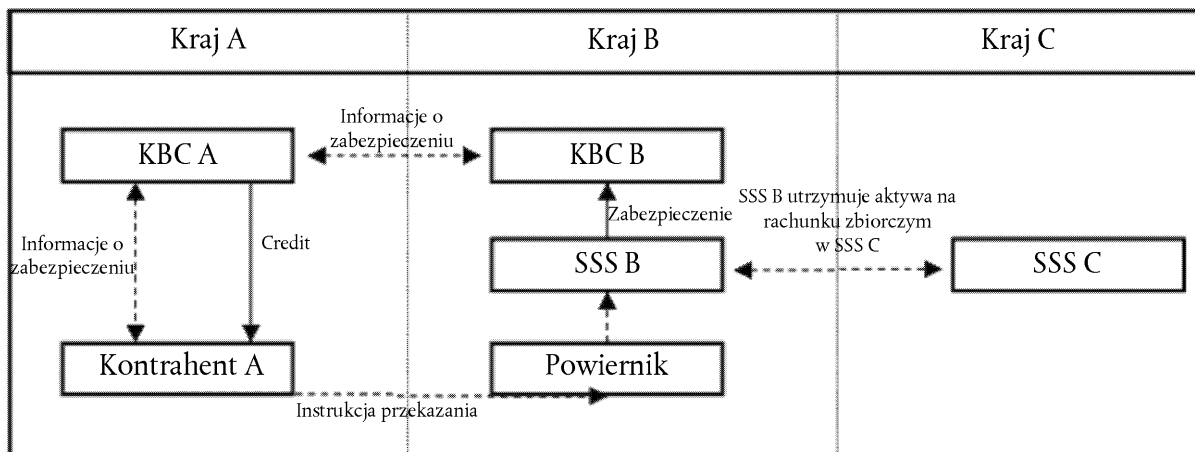 Kraj A
Kraj B
Kraj C
Informacje o
zabezpieczeniu
KBC A
KBC B
SSS B utrzymuje aktywa na
rachunku zbiorczym
w SSS C
Zabezpieczenie
Informacje o
zabezpieczeniu
Credit
SSS B
SSS C
Kontrahent A
Powiernik
Instrukcja przekazania